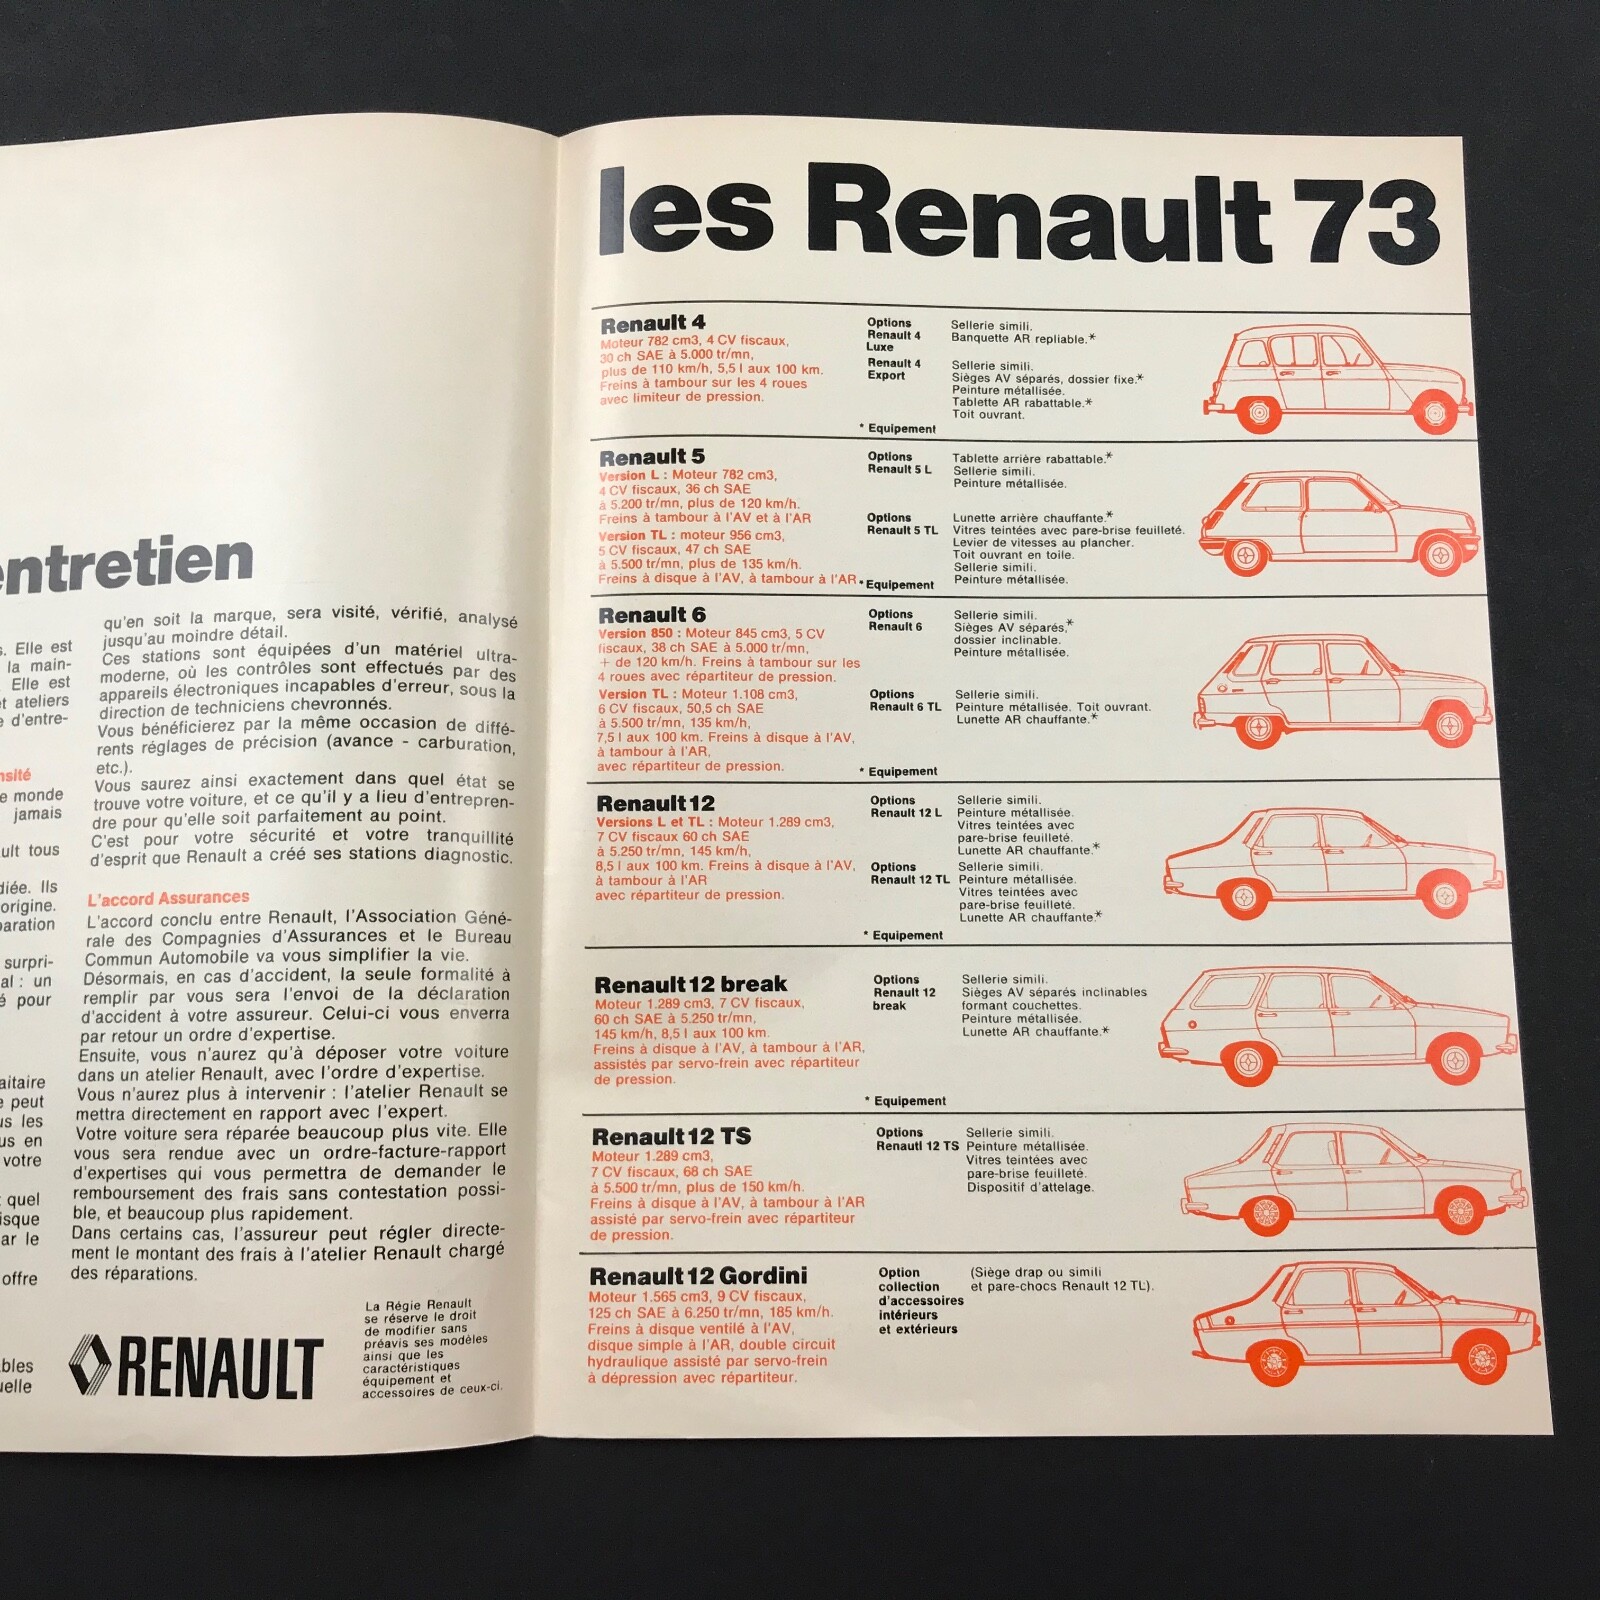 entretien
s. Elle est
la main-
Elle est
et ateliers
e d'entre-
nsité
e monde
jamais
ult tous
diée. Ils
origine.
paration
surpri-
al : un
é pour
aitaire
e peut
us les
us en
votre
quel
isque
ar le
offre
bles
uelle
qu'en soit la marque, sera visité, vérifié, analysé
jusqu'au moindre détail.
Ces stations sont équipées d'un matériel ultra-
moderne, où les contrôles sont effectués par des
appareils électroniques incapables d'erreur, sous la
direction de techniciens chevronnés.
Vous bénéficierez par la même occasion de diffé-
rents réglages de précision (avance - carburation,
etc.).
Vous saurez ainsi exactement dans quel état se
trouve votre voiture, et ce qu'il y a lieu d'entrepren-
dre pour qu'elle soit parfaitement au point.
C'est pour votre sécurité et votre tranquillité
d'esprit que Renault a créé ses stations diagnostic.
L'accord Assurances
L'accord conclu entre Renault, l'Association Géné-
rale des Compagnies d'Assurances et le Bureau
Commun Automobile va vous simplifier la vie.
Désormais, en cas d'accident, la seule formalité à
remplir par vous sera l'envoi de la déclaration
d'accident à votre assureur. Celui-ci vous enverra
par retour un ordre d'expertise.
Ensuite, vous n'aurez qu'à déposer votre voiture
dans un atelier Renault, avec l'ordre d'expertise.
Vous n'aurez plus à intervenir : l'atelier Renault se
mettra directement en rapport avec l'expert.
Votre voiture sera réparée beaucoup plus vite. Elle
vous sera rendue avec un ordre-facture-rapport
d'expertises qui vous permettra de demander le
remboursement des frais sans contestation possi-
ble, et beaucoup plus rapidement.
Dans certains cas, l'assureur peut régler directe-
ment le montant des frais à l'atelier Renault chargé
des réparations.
RENAULT
La Régie Renault
se réserve le droit
de modifier sans
préavis ses modèles
ainsi que les
caractéristiques
équipement et
accessoires de ceux-ci.
les Renault 73
Renault 4
Moteur 782 cm3, 4 CV fiscaux,
30 ch SAE à 5.000 tr/mn,
plus de 110 km/h, 5,5 l aux 100 km.
Freins à tambour sur les 4 roues
avec limiteur de pression.
Options
Renault 4
Luxe
Sellerie simili.
Banquette AR repliable.*
Renault 4
Export
Sellerie simili.
Sièges AV séparés, dossier fixe.*
Peinture métallisée.
Tablette AR rabattable.*
Toit ouvrant.
* Equipement
Renault 5
Version L : Moteur 782 cm3,
4 CV fiscaux, 36 ch SAE
à 5.200 tr/mn, plus de 120 km/h.
Freins à tambour à l'AV et à l'AR
Version TL : moteur 956 cm3,
5 CV fiscaux, 47 ch SAE
à 5.500 tr/mn, plus de 135 km/h.
Freins à disque à l'AV, à tambour à l'AR.
Options
Renault 5 L
Tablette arrière rabattable.*
Sellerie simili.
Peinture métallisée.
Options
Renault 5 TL
Lunette arrière chauffante.*
Vitres teintées avec pare-brise feuilleté.
Levier de vitesses au plancher.
Toit ouvrant en toile.
Sellerie simili.
Peinture métallisée.
* Equipement
Renault 6
Version 850 : Moteur 845 cm3, 5 CV
fiscaux, 38 ch SAE à 5.000 tr/mn,
+ de 120 km/h. Freins à tambour sur les
4 roues avec répartiteur de pression.
Version TL : Moteur 1.108 cm3,
6 CV fiscaux, 50,5 ch SAE
à 5.500 tr/mn, 135 km/h,
7,5 l aux 100 km. Freins à disque à l'AV,
à tambour à l'AR,
avec répartiteur de pression.
Options
Renault 6
Sellerie simili.
Sièges AV séparés,*
dossier inclinable.
Peinture métallisée.
Options
Renault 6 TL
Sellerie simili.
Peinture métallisée. Toit ouvrant.
Lunette AR chauffante.*
* Equipement
Renault 12
Versions L et TL : Moteur 1.289 cm3,
7 CV fiscaux 60 ch SAE
à 5.250 tr/mn, 145 km/h,
8,5 l aux 100 km. Freins à disque à l'AV,
à tambour à l'AR
avec répartiteur de pression.
Options
Renault 12 L
Sellerie simili.
Peinture métallisée.
Vitres teintées avec
pare-brise feuilleté.
Lunette AR chauffante.*
Options
Renault 12 TL
Sellerie simili.
Peinture métallisée.
Vitres teintées avec
pare-brise feuilleté.
Lunette AR chauffante.*
* Equipement
Renault 12 break
Moteur 1.289 cm3, 7 CV fiscaux,
60 ch SAE à 5.250 tr/mn,
145 km/h, 8,5 l aux 100 km.
Freins à disque à l'AV, à tambour à l'AR,
assistés par servo-frein avec répartiteur
de pression.
Options
Renault 12
break
Sellerie simili.
Sièges AV séparés inclinables
formant couchettes.
Peinture métallisée.
Lunette AR chauffante.*
* Equipement
Renault 12 TS
Moteur 1.289 cm3,
7 CV fiscaux, 68 ch SAE
à 5.500 tr/mn, plus de 150 km/h.
Freins à disque à l'AV, à tambour à l'AR
assisté par servo-frein avec répartiteur
de pression.
Options
Renautl 12 TS
Sellerie simili.
Peinture métallisée.
Vitres teintées avec
pare-brise feuilleté.
Dispositif d'attelage.
Renault 12 Gordini
Moteur 1.565 cm3, 9 CV fiscaux,
125 ch SAE à 6.250 tr/mn, 185 km/h.
Freins à disque ventilé à l'AV,
disque simple à l'AR, double circuit
hydraulique assisté par servo-frein
à dépression avec répartiteur.
Option
collection
d'accessoires
intérieurs
et extérieurs
(Siège drap ou simili
et pare-chocs Renault 12 TL).